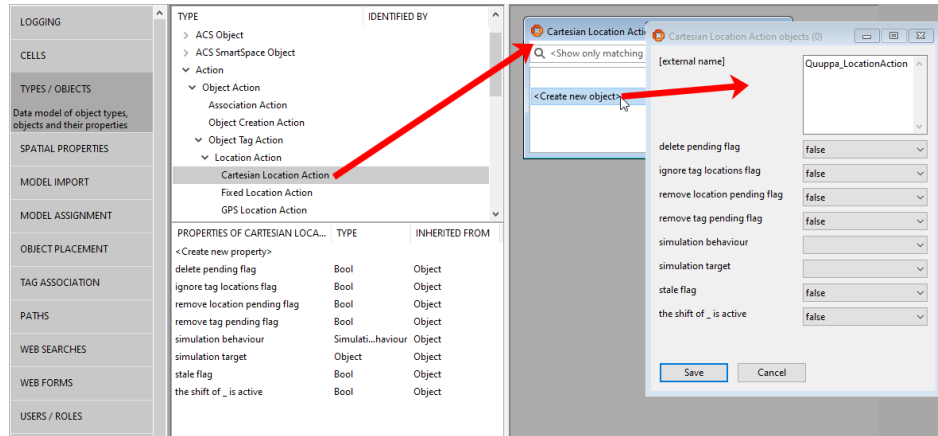 LOGGING
CELLS
TYPES / OBJECTS
Data model of object types,
objects and their properties
SPATIAL PROPERTIES
MODEL IMPORT
MODEL ASSIGNMENT
OBJECT PLACEMENT
TAG ASSOCIATION
PATHS
WEB SEARCHES
WEB FORMS
USERS / ROLES
TYPE IDENTIFIED BY
ACS Object
ACS SmartSpace Object
Action
Object Action
Association Action
Object Creation Action
Object Tag Action
Location Action
Cartesian Location Action
Fixed Location Action
GPS Location Action
PROPERTIES OF CARTESIAN LOCA... TYPE INHERITED FROM
<Create new property>
delete pending flag Bool Object
ignore tag locations flag Bool Object
remove location pending flag Bool Object
remove tag pending flag Bool Object
simulation behaviour Simulati...haviour Object
simulation target Object Object
stale flag Bool Object
the shift of _ is active Bool Object
Cartesian Location Acti
<Show only matching
<Create new object>
Cartesian Location Action objects (0)
[external name] Quuppa_LocationAction
delete pending flag false
ignore tag locations flag false
remove location pending flag false
remove tag pending flag false
simulation behaviour
simulation target
stale flag false
the shift of _ is active false
Save Cancel